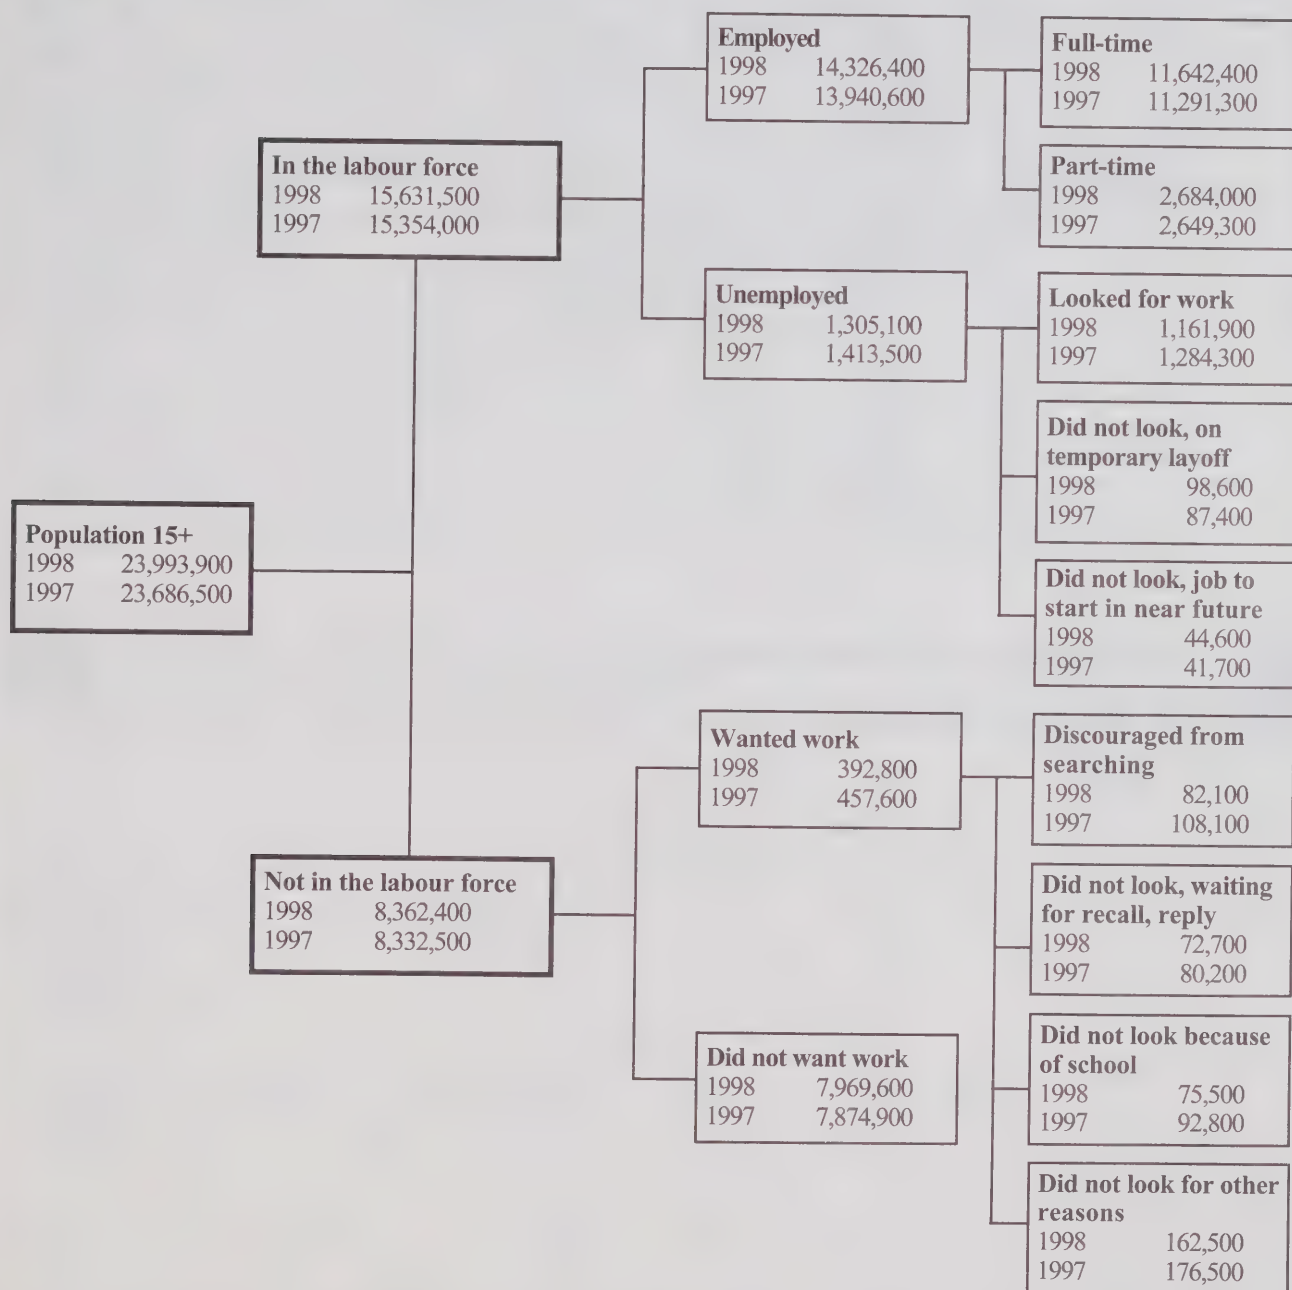 Employed
1998 14,326,400
1997 13,940,600
Full-time
1998 11,642,400
1997 11,291,300
In the labour force
1998 15,631,500
1997 15,354,000
Part-time
1998 2,684,000
1997 2,649,300
Unemployed
1998 1,305,100
1997 1,413,500
Looked for work
1998 1,161,900
1997 1,284,300
Did not look, on
temporary layoff
1998 98,600
1997 87,400
Population 15+
1998 23,993,900
1997 23,686,500
Did not look, job to
start in near future
1998 44,600
1997 41,700
Wanted work
1998 392,800
1997 457,600
Discouraged from
searching
1998 82,100
1997 108,100
Not in the labour force
1998 8,362,400
1997 8,332,500
Did not look, waiting
for recall, reply
1998 72,700
1997 80,200
Did not want work
1998 7,969,600
1997 7,874,900
Did not look because
of school
1998 75,500
1997 92,800
Did not look for other
reasons
1998 162,500
1997 176,500